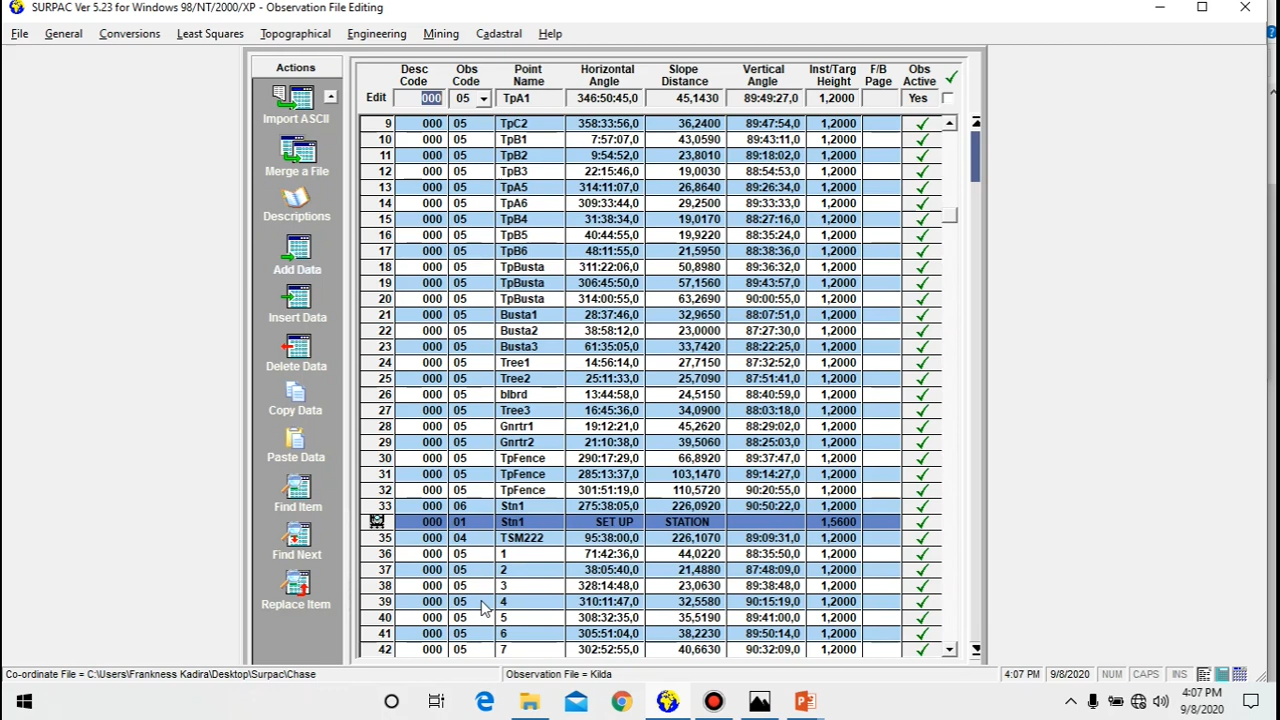 SURPAC Ver 5.23 for Windows 98/NT/2000/XP - Observation File Editing
File General Conversions Least Squares Topographical Engineering Mining Cadastral Help
Actions
Import ASCII
Merge a File
Descriptions
Add Data
Insert Data
Delete Data
Copy Data
Paste Data
Find Item
Find Next
Replace Item
Desc Code Obs Code Point Name Horizontal Angle Slope Distance Vertical Angle Inst/Targ Height F/B Page Obs Active
Edit 000 05 TpA1 346:50:45,0 45,1430 89:49:27,0 1,2000 Yes
9 000 05 TpC2 358:33:56,0 36,2400 89:47:54,0 1,2000
10 000 05 TpB1 7:57:07,0 43,0590 89:43:11,0 1,2000
11 000 05 TpB2 9:54:52,0 23,8010 89:18:02,0 1,2000
12 000 05 TpB3 22:15:46,0 19,0030 88:54:53,0 1,2000
13 000 05 TpA5 314:11:07,0 26,8640 89:26:34,0 1,2000
14 000 05 TpA6 309:33:44,0 29,2500 89:33:33,0 1,2000
15 000 05 TpB4 31:38:34,0 19,0170 88:27:16,0 1,2000
16 000 05 TpB5 40:44:55,0 19,9220 88:35:24,0 1,2000
17 000 05 TpB6 48:11:55,0 21,5950 88:38:36,0 1,2000
18 000 05 TpBusta 311:22:06,0 50,8980 89:36:32,0 1,2000
19 000 05 TpBusta 306:45:50,0 57,1560 89:43:57,0 1,2000
20 000 05 TpBusta 314:00:55,0 63,2690 90:00:55,0 1,2000
21 000 05 Busta1 28:37:46,0 32,9650 88:07:51,0 1,2000
22 000 05 Busta2 38:58:12,0 23,0000 87:27:30,0 1,2000
23 000 05 Busta3 61:35:05,0 33,7420 88:22:25,0 1,2000
24 000 05 Tree1 14:56:14,0 27,7150 87:32:52,0 1,2000
25 000 05 Tree2 25:11:33,0 25,7090 87:51:41,0 1,2000
26 000 05 blbrd 13:44:58,0 24,5150 88:40:59,0 1,2000
27 000 05 Tree3 16:45:36,0 34,0900 88:03:18,0 1,2000
28 000 05 Gnrtr1 19:12:21,0 45,2620 88:29:02,0 1,2000
29 000 05 Gnrtr2 21:10:38,0 39,5060 88:25:03,0 1,2000
30 000 05 TpFence 290:17:29,0 66,8920 89:37:47,0 1,2000
31 000 05 TpFence 285:13:37,0 103,1470 89:14:27,0 1,2000
32 000 05 TpFence 301:51:19,0 110,5720 90:20:55,0 1,2000
33 000 06 Stn1 275:38:05,0 226,0920 90:50:22,0 1,2000
000 01 Stn1 SET UP STATION 1,5600
35 000 04 TSM222 95:38:00,0 226,1070 89:09:31,0 1,2000
36 000 05 1 71:42:36,0 44,0220 88:35:50,0 1,2000
37 000 05 2 38:05:40,0 21,4880 87:48:09,0 1,2000
38 000 05 3 328:14:48,0 23,0630 89:38:48,0 1,2000
39 000 05 4 310:11:47,0 32,5580 90:15:19,0 1,2000
40 000 05 5 308:32:35,0 35,5190 89:41:00,0 1,2000
41 000 05 6 305:51:04,0 38,2230 89:50:14,0 1,2000
42 000 05 7 302:52:55,0 40,6630 90:32:09,0 1,2000
Co-ordinate File = C:\Users\Frankness Kadira\Desktop\Surpac\Chase Observation File = Kilda 4:07 PM 9/8/2020 NUM CAPS INS
4:07 PM
9/8/2020